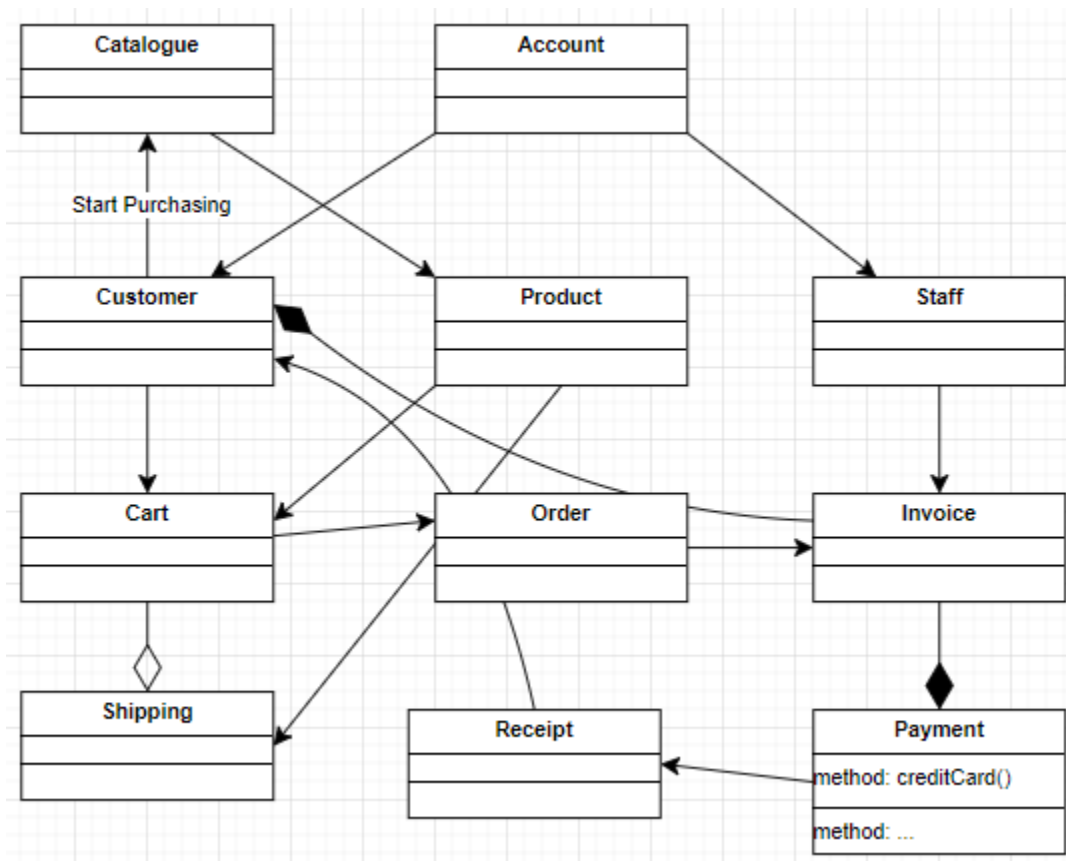 Catalogue
Account
Start Purchasing
Customer
Product
Staff
Cart
Order
Invoice
Shipping
Receipt
Payment
method: creditCard()
method: ...